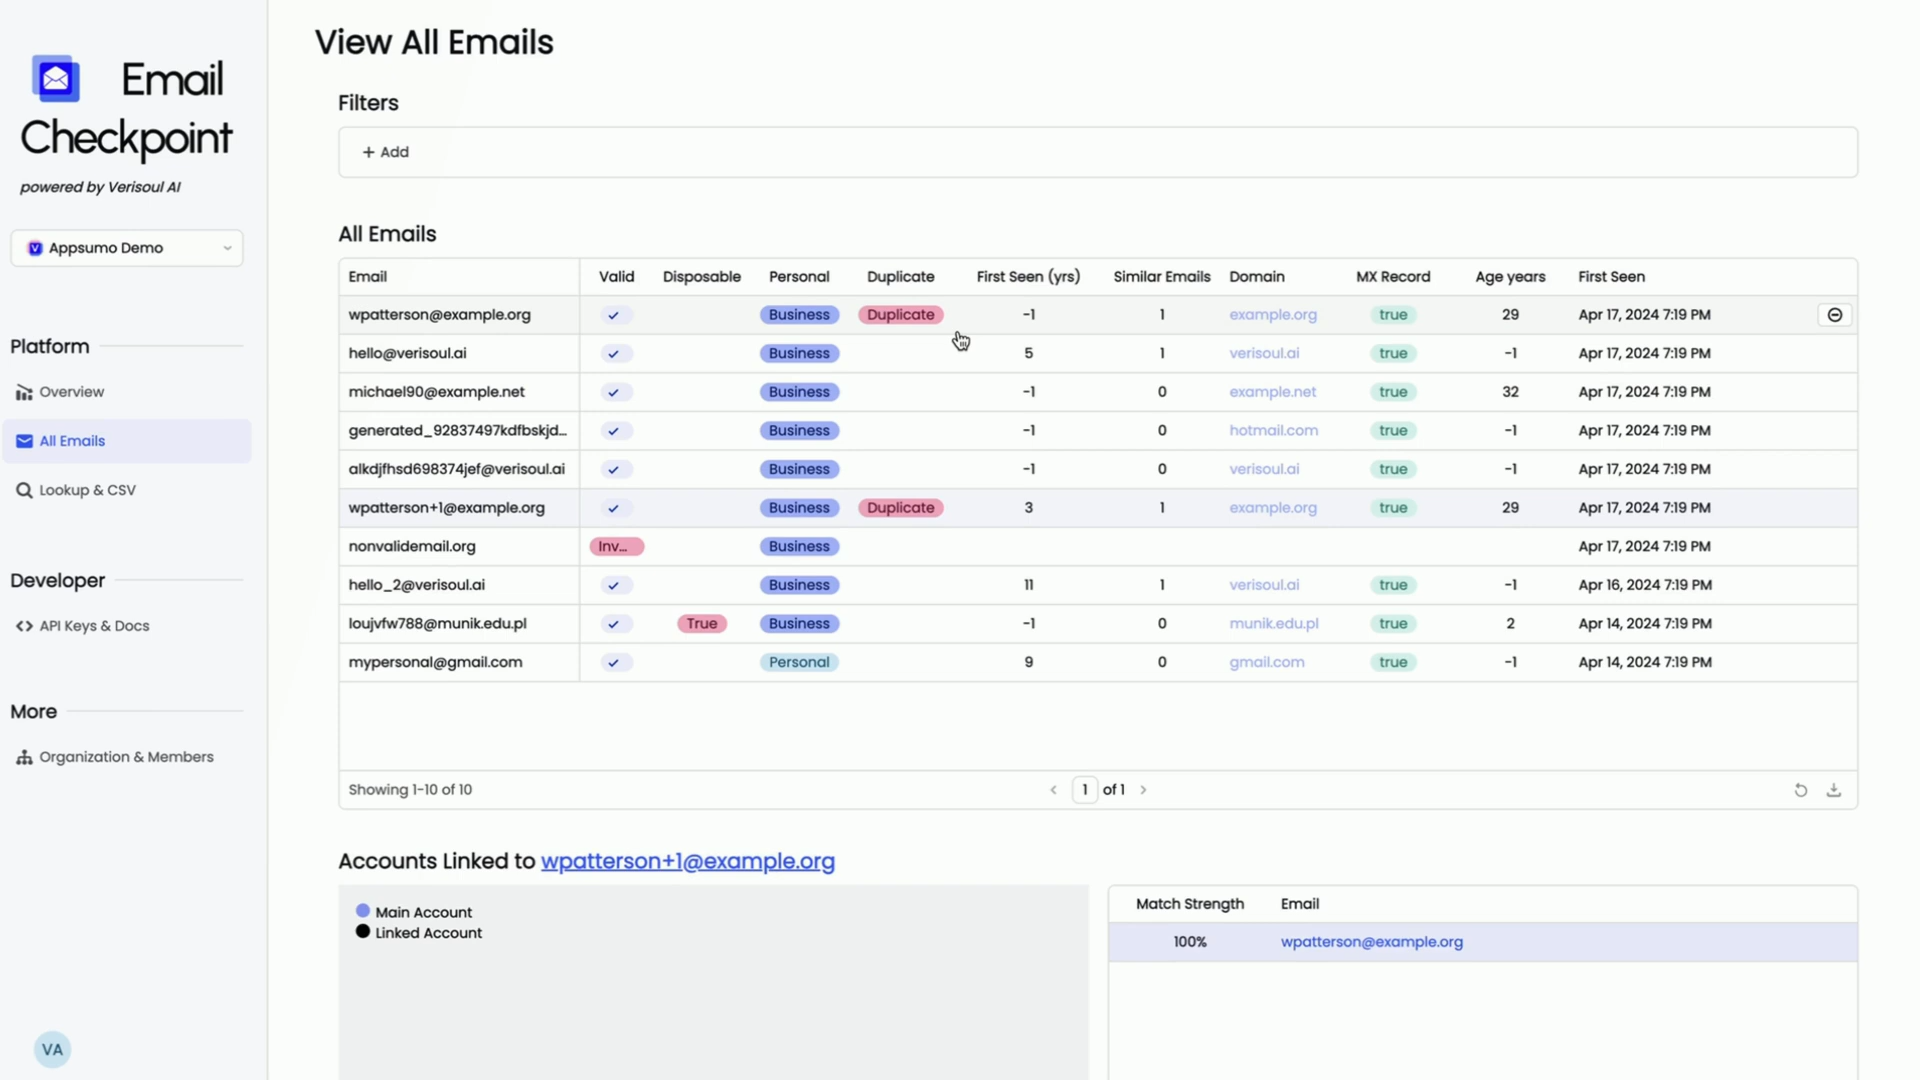 Email
Checkpoint
powered by Verisoul AI
Appsumo Demo
Platform
Overview
All Emails
Lookup & CSV
Developer
API Keys & Docs
More
Organization & Members
VA
View All Emails
Filters
+ Add
All Emails
Email Valid Disposable Personal Duplicate First Seen (yrs) Similar Emails Domain MX Record Age years First Seen
wpatterson@example.org Business Duplicate -1 1 example.org true 29 Apr 17, 2024 7:19 PM
hello@verisoul.ai Business 5 1 verisoul.ai true -1 Apr 17, 2024 7:19 PM
michael90@example.net Business -1 0 example.net true 32 Apr 17, 2024 7:19 PM
generated_92837497kdfbskjd... Business -1 0 hotmail.com true -1 Apr 17, 2024 7:19 PM
alkdjfhsd698374jef@verisoul.ai Business -1 0 verisoul.ai true -1 Apr 17, 2024 7:19 PM
wpatterson+1@example.org Business Duplicate 3 1 example.org true 29 Apr 17, 2024 7:19 PM
nonvalidemail.org Inv... Business Apr 17, 2024 7:19 PM
hello_2@verisoul.ai Business 11 1 verisoul.ai true -1 Apr 16, 2024 7:19 PM
loujvfw788@munik.edu.pl True Business -1 0 munik.edu.pl true 2 Apr 14, 2024 7:19 PM
mypersonal@gmail.com Personal 9 0 gmail.com true -1 Apr 14, 2024 7:19 PM
Showing 1-10 of 10 < 1 of 1 >
Accounts Linked to wpatterson+1@example.org
Main Account
Linked Account
Match Strength Email
100% wpatterson@example.org